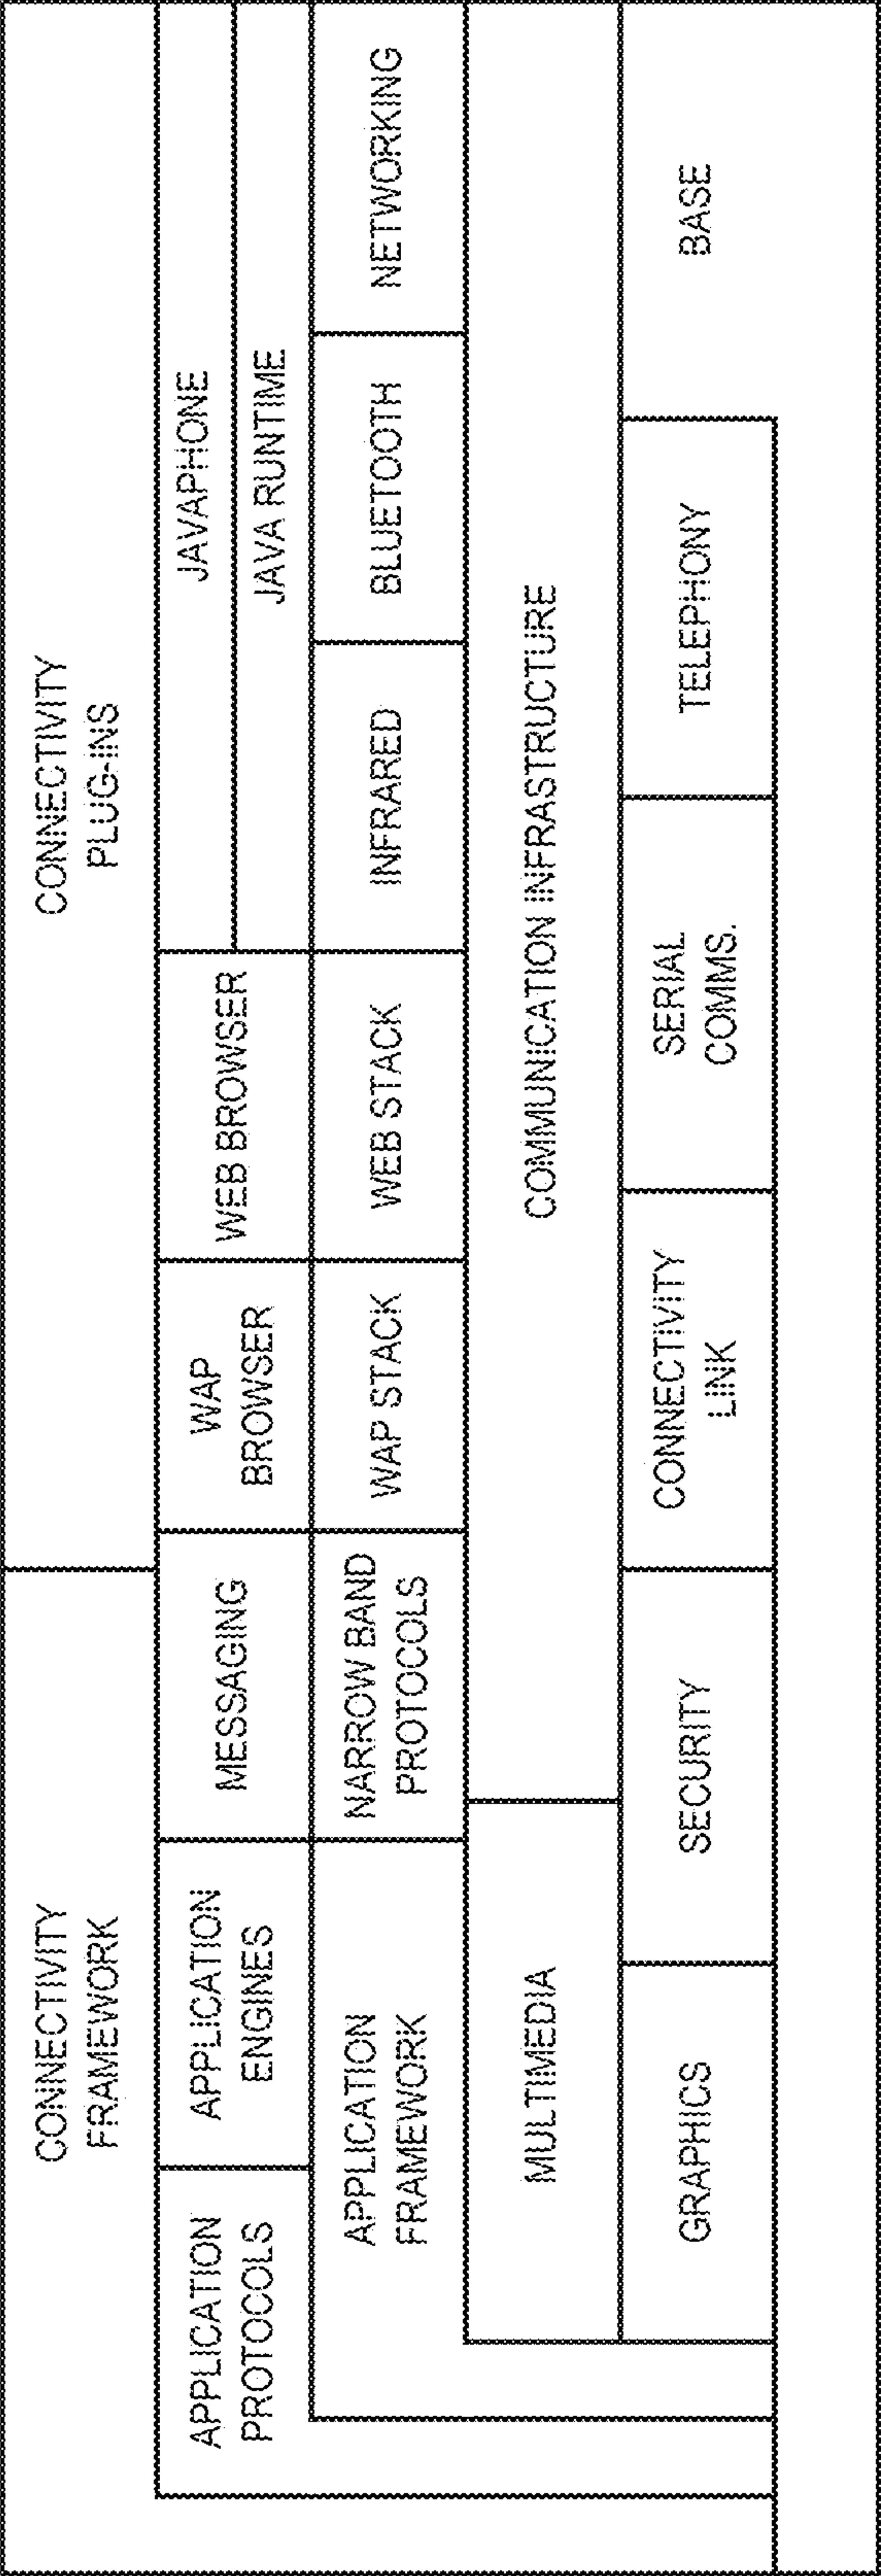 CONNECTIVITY
FRAMEWORK
CONNECTIVITY
PLUG-INS
APPLICATION
PROTOCOLS
APPLICATION
ENGINES
MESSAGING
WAP
BROWSER
WEB BROWSER
JAVAPHONE
JAVA RUNTIME
APPLICATION
FRAMEWORK
NARROW BAND
PROTOCOLS
WAP STACK
WEB STACK
INFRARED
BLUETOOTH
NETWORKING
MULTIMEDIA
COMMUNICATION INFRASTRUCTURE
GRAPHICS
SECURITY
CONNECTIVITY
LINK
SERIAL
COMMS.
TELEPHONY
BASE